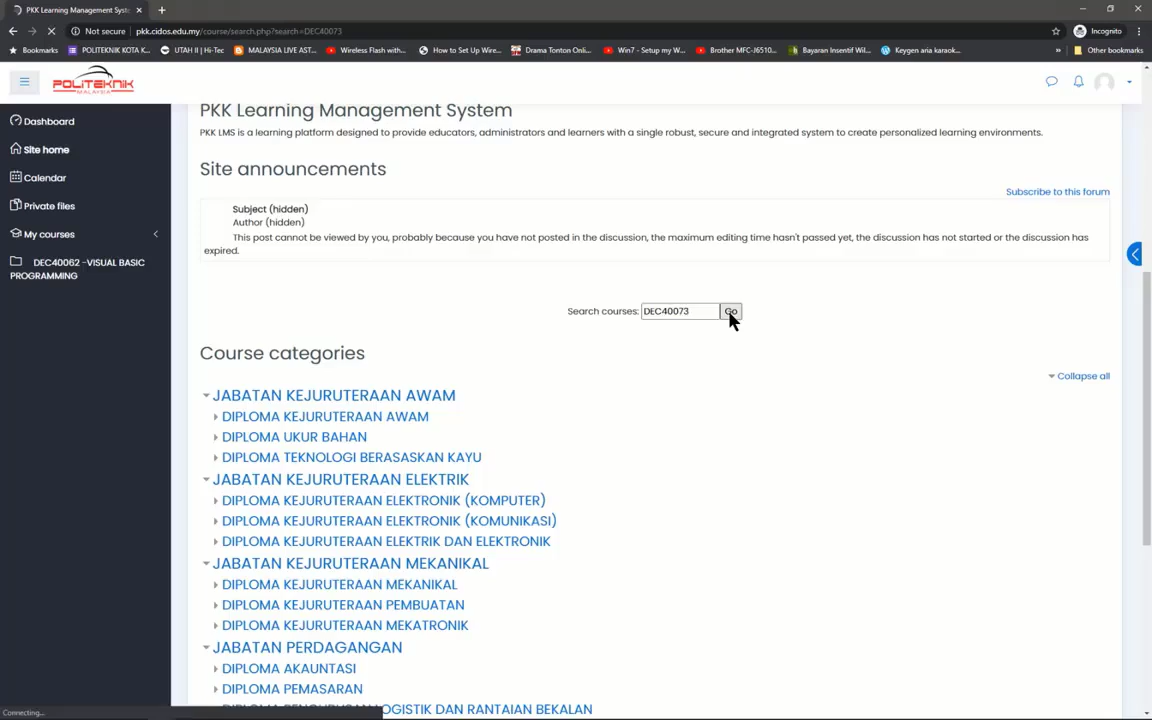 PKK Learning Management Syste
Not secure
pkk.cidos.edu.my/course/search.php?search=DEC40073
Incognito
Bookmarks
POLITEKNIK KOTA K...
UTAH II | Hi-Tec
MALAYSIA LIVE AST...
Wireless Flash with...
How to Set Up Wire...
Drama Tonton Onli...
Win7 - Setup my W...
Brother MFC-J6510...
Bayaran Insentif Wil...
Keygen aria karaok...
»
Other bookmarks
POLITEKNIK
MALAYSIA
Dashboard
Site home
Calendar
Private files
My courses
DEC40062 -VISUAL BASIC
PROGRAMMING
PKK Learning Management System
PKK LMS is a learning platform designed to provide educators, administrators and learners with a single robust, secure and integrated system to create personalized learning environments.
Site announcements
Subscribe to this forum
Subject (hidden)
Author (hidden)
This post cannot be viewed by you, probably because you have not posted in the discussion, the maximum editing time hasn't passed yet, the discussion has not started or the discussion has
expired.
Search courses: DEC40073 Go
Course categories
Collapse all
JABATAN KEJURUTERAAN AWAM
DIPLOMA KEJURUTERAAN AWAM
DIPLOMA UKUR BAHAN
DIPLOMA TEKNOLOGI BERASASKAN KAYU
JABATAN KEJURUTERAAN ELEKTRIK
DIPLOMA KEJURUTERAAN ELEKTRONIK (KOMPUTER)
DIPLOMA KEJURUTERAAN ELEKTRONIK (KOMUNIKASI)
DIPLOMA KEJURUTERAAN ELEKTRIK DAN ELEKTRONIK
JABATAN KEJURUTERAAN MEKANIKAL
DIPLOMA KEJURUTERAAN MEKANIKAL
DIPLOMA KEJURUTERAAN PEMBUATAN
DIPLOMA KEJURUTERAAN MEKATRONIK
JABATAN PERDAGANGAN
DIPLOMA AKAUNTASI
DIPLOMA PEMASARAN
DIPLOMA PENGURUSAN LOGISTIK DAN RANTAIAN BEKALAN
Connecting...